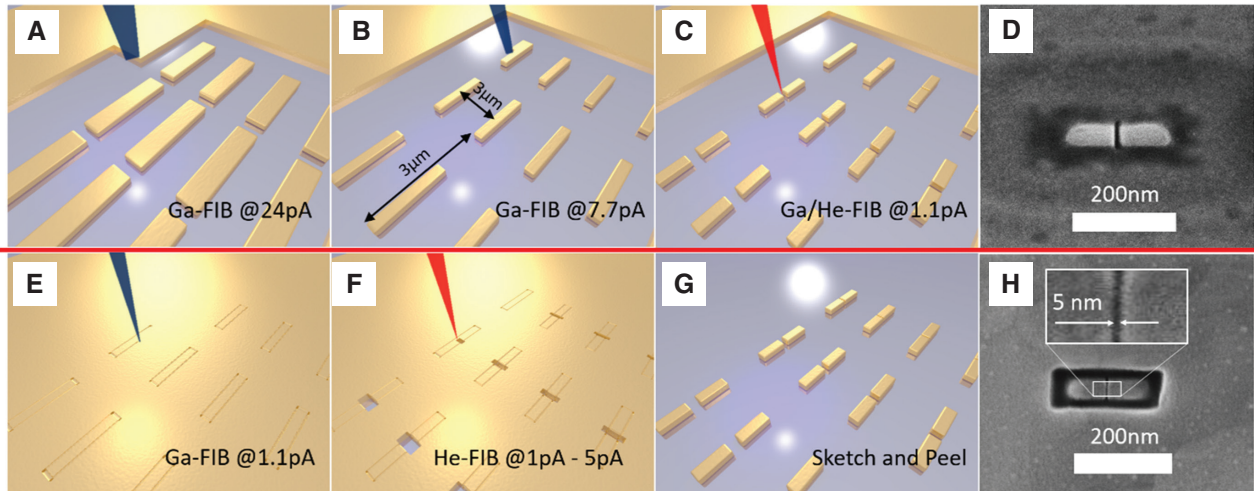 A
Ga-FIB @24pA
B
3µm
3µm
Ga-FIB @7.7pA
C
Ga/He-FIB @1.1pA
D
200nm
E
Ga-FIB @1.1pA
F
He-FIB @1pA - 5pA
G
Sketch and Peel
H
5 nm
200nm